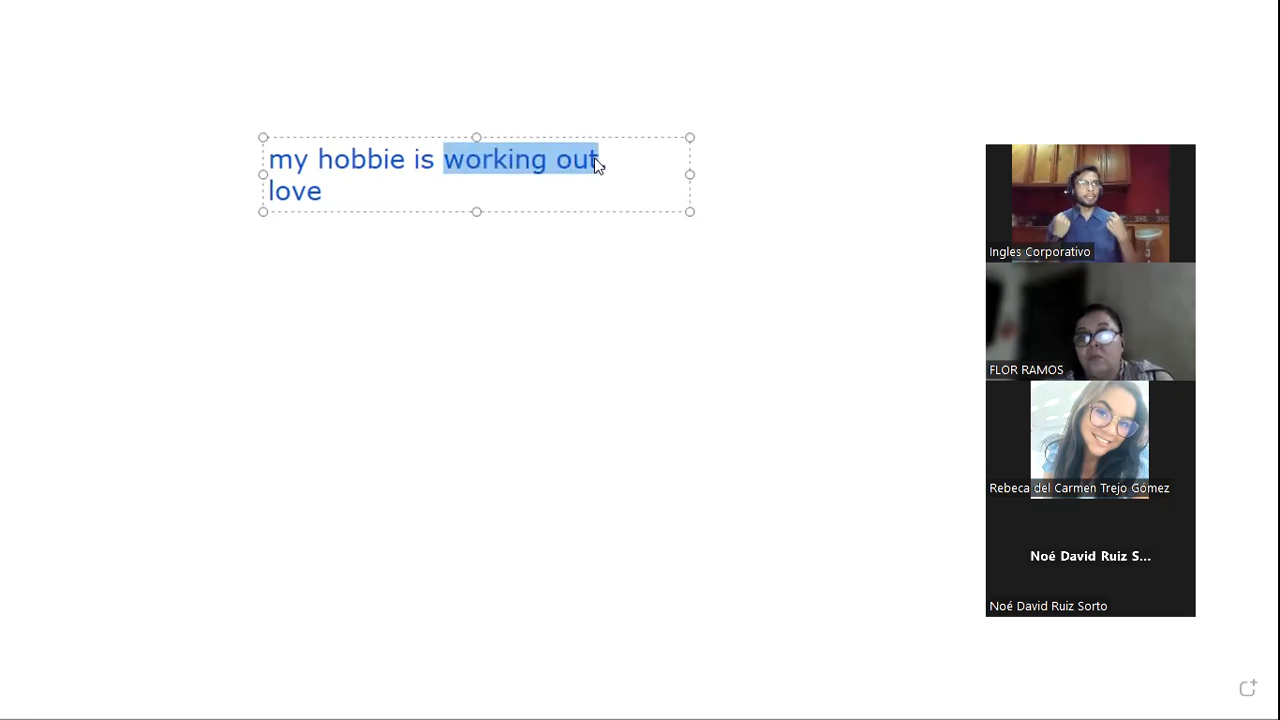 my hobbie is working out
love
Ingles Corporativo
FLOR RAMOS
Rebeca del Carmen Trejo Gómez
Noé David Ruiz S...
Noé David Ruiz Sorto